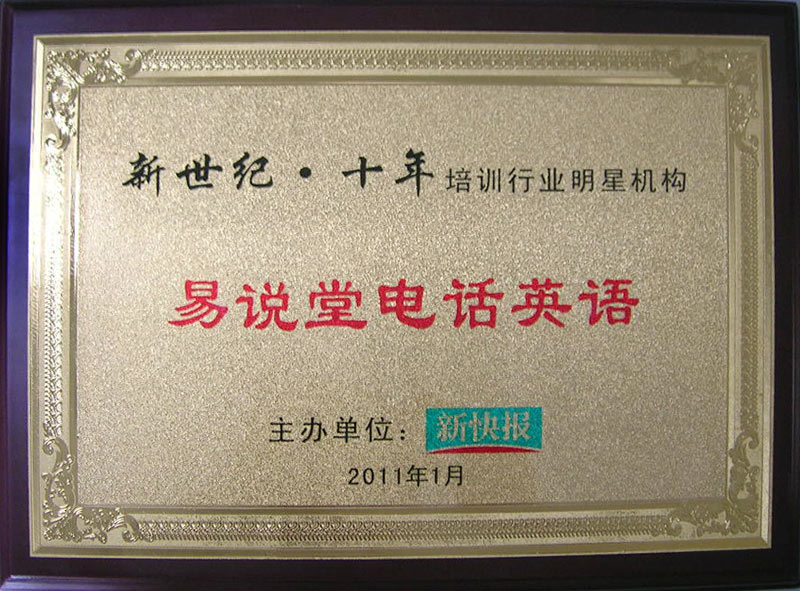 新世纪·十年 培训行业明星机构
易说堂电话英语
主办单位：新快报
2011年1月